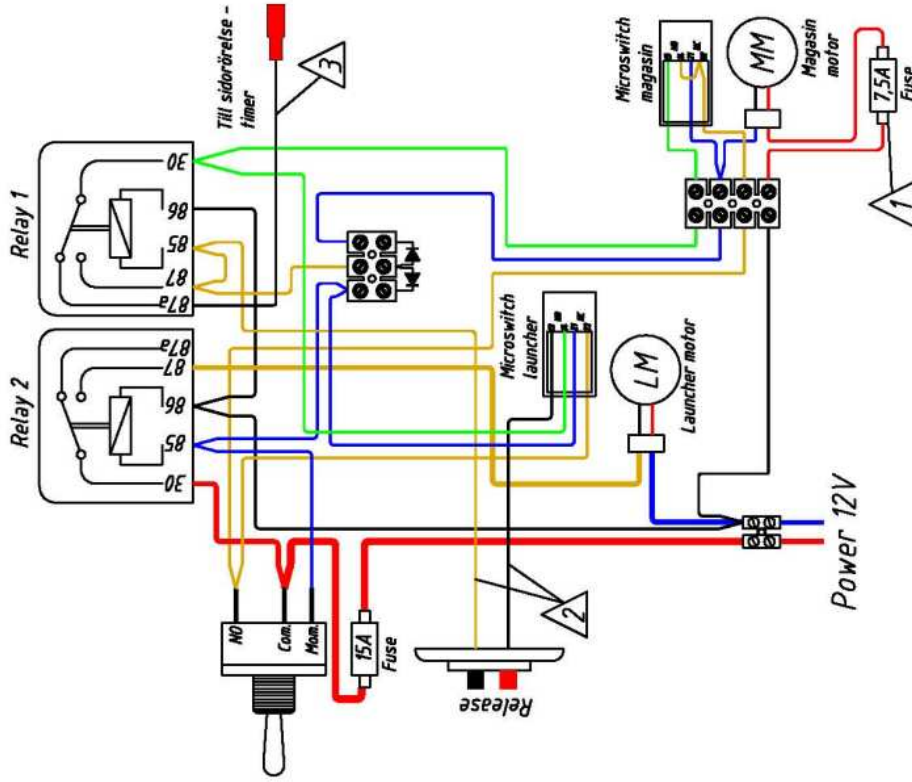 Relay 2
Relay 1
30
85
86
87
87a
87a
87
85
86
30
Till sidorörelse -
timer
3
NO
Com.
Mom.
15A
Fuse
Release
2
Microswitch
launcher
LM
Launcher motor
Microswitch
magasin
MM
Magasin
motor
7,5A
Fuse
1
Power 12V